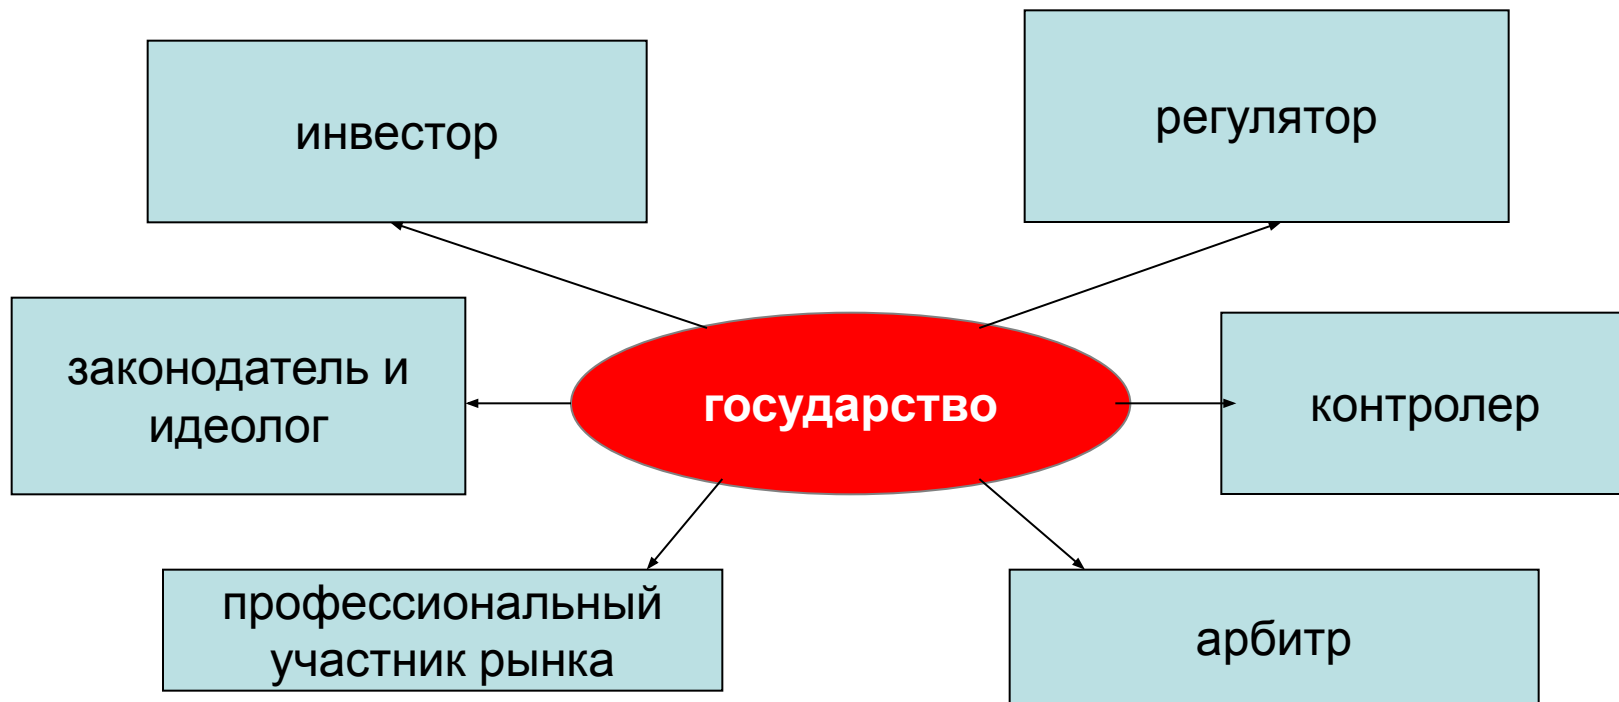 инвестор
регулятор
законодатель и
идеолог
государство
контролер
профессиональный
участник рынка
арбитр